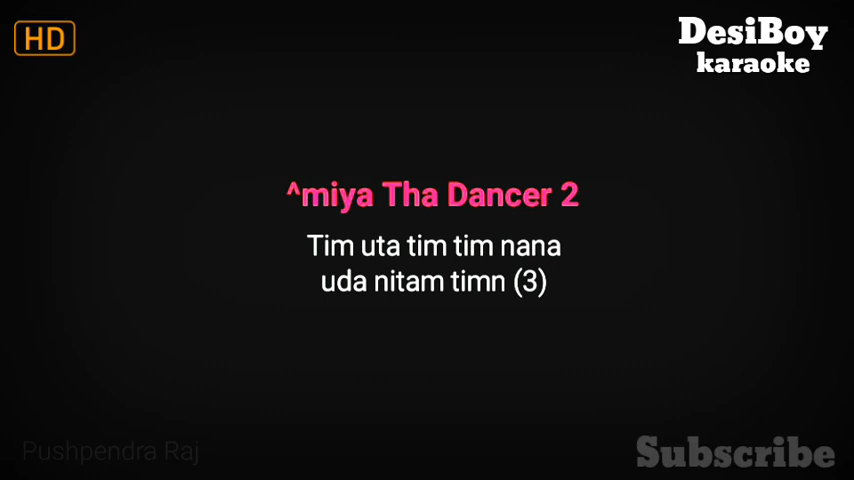 HD
DesiBoy
karaoke
^miya Tha Dancer 2
Tim uta tim tim nana
uda nitam timn (3)
Pushpendra Raj
Subscribe